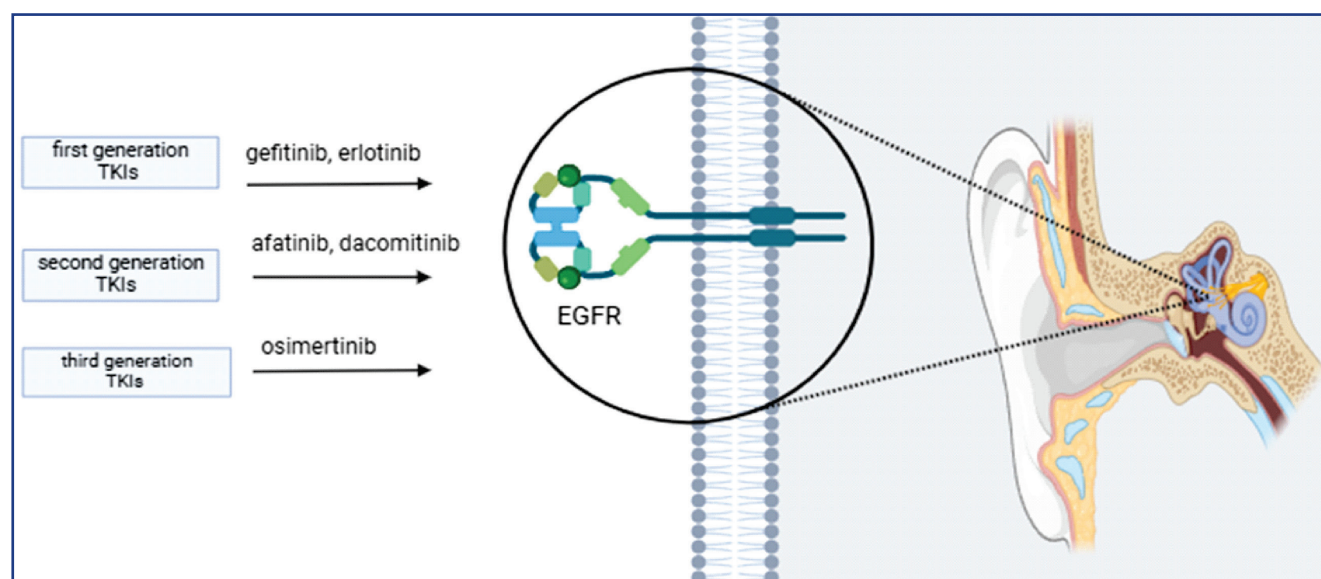 first generation
TKIs
gefitinib, erlotinib
second generation
TKIs
afatinib, dacomitinib
third generation
TKIs
osimertinib
EGFR